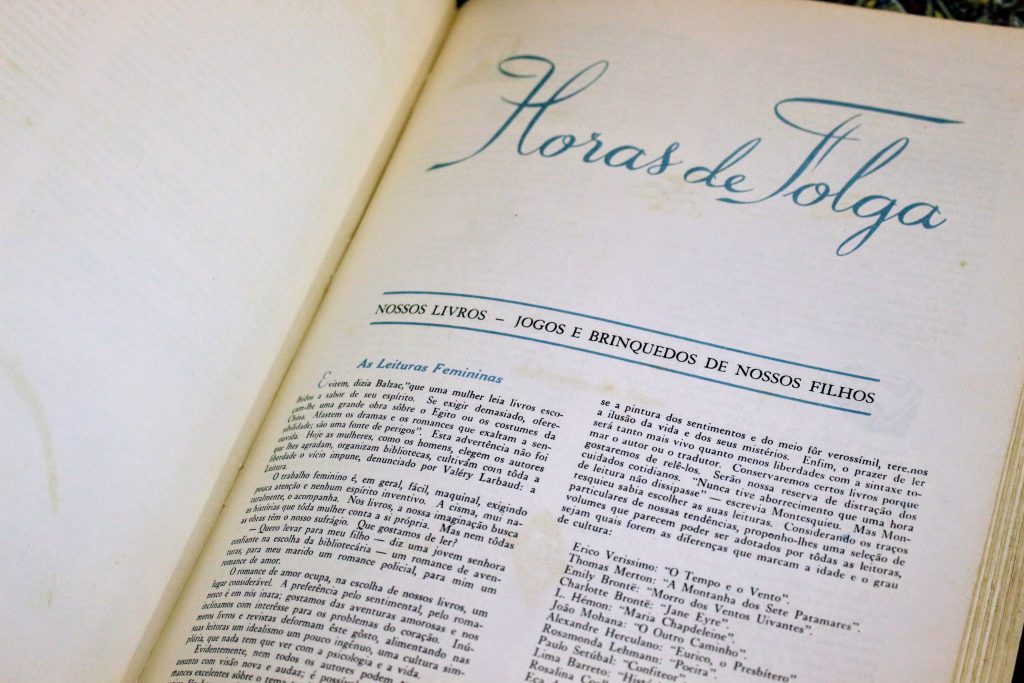 Horas de Folga
NOSSOS LIVROS – JOGOS E BRINQUEDOS DE NOSSOS FILHOS
As Leituras Femininas
Evitem, dizia Balzac, "que uma mulher leia livros esco-
lhidos a sabor de seu espírito. Se exigir demasiado, ofere-
çam-lhe uma grande obra sôbre o Egito ou os costumes da
China. Afastem os dramas e os romances que exaltam a sen-
sibilidade; são uma fonte de perigos". Esta advertência não foi
ouvida. Hoje as mulheres, como os homens, elegem os autores
que lhes agradam, organizam bibliotecas, cultivam com tôda a
liberdade o vício impune, denunciado por Valéry Larbaud: a
Leitura.
O trabalho feminino é, em geral, fácil, maquinal, exigindo
pouca atenção e nenhum espírito inventivo. A cisma, mui na-
turalmente, o acompanha. Nos livros, a nossa imaginação busca
as histórias que tôda mulher conta a si própria. Mas nem tôdas
as obras têm o nosso sufrágio. Que gostamos de ler?
— Quero levar para meu filho — diz uma jovem senhora
confiante na escolha da bibliotecária — um romance de aven-
turas, para meu marido um romance policial, para mim um
romance de amor.
O romance de amor ocupa, na escolha de nossos livros, um
lugar considerável. A preferência pelo sentimental, pelo roma-
nesco é em nós inata; gostamos das aventuras amorosas e nos
inclinamos com interêsse para os problemas do coração. Inú-
meros livros e revistas deformam êste gôsto, alimentando nas
suas leituras um idealismo um pouco ingênuo, uma cultura sim-
plória, que nada tem que ver com a psicologia e a vida.
Evidentemente, nem todos os autores podem
assunto com visão nova e audaz; é possível
mances excelentes sôbre o tema
se a pintura dos sentimentos e do meio fôr verossímil, teremos
a ilusão da vida e dos seus mistérios. Enfim, o prazer de ler
será tanto mais vivo quanto menos liberdades com a sintaxe to-
mar o autor ou o tradutor. Conservaremos certos livros porque
gostaremos de relê-los. Serão nossa reserva de distração dos
cuidados cotidianos. "Nunca tive aborrecimento que uma hora
de leitura não dissipasse" — escrevia Montesquieu. Mas Mon-
tesquieu sabia escolher as suas leituras. Considerando os traços
particulares de nossas tendências, proponho-lhes uma seleção de
volumes que parecem poder ser adotados por tôdas as leitoras,
sejam quais forem as diferenças que marcam a idade e o grau
de cultura:
Erico Verissimo: "O Tempo e o Vento".
Thomas Merton: "A Montanha dos Sete Patamares".
Emily Brontë: "Morro dos Ventos Uivantes".
Charlotte Brontë: "Jane Eyre".
L. Hémon: "Maria Chapdeleine".
João Mohana: "O Outro Caminho".
Alexandre Herculano: "Eurico, o Presbítero"
Rosamonda Lehmann: "Poeira".
Paulo Setúbal: "Confiteor".
Lima Barreto:
Rosalina
Eça